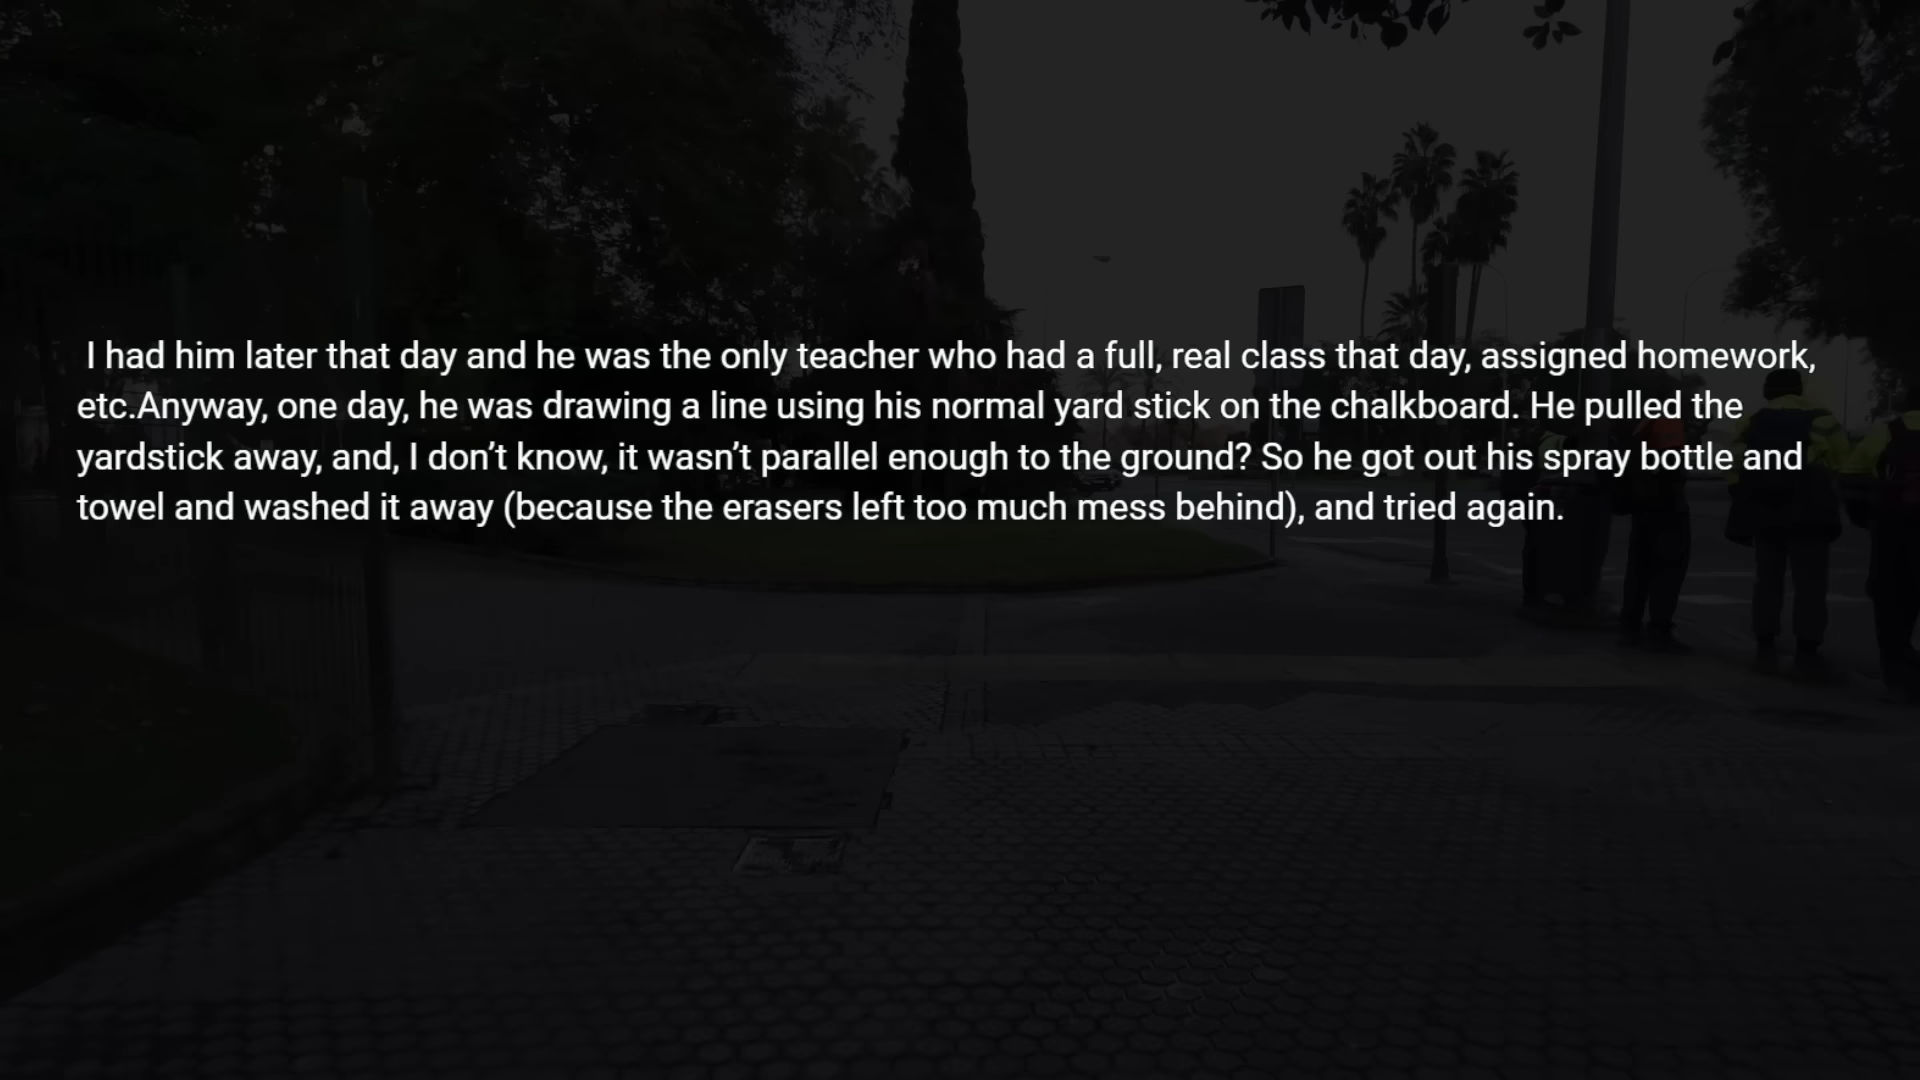 I had him later that day and he was the only teacher who had a full, real class that day, assigned homework,
etc.Anyway, one day, he was drawing a line using his normal yard stick on the chalkboard. He pulled the
yardstick away, and, I don’t know, it wasn’t parallel enough to the ground? So he got out his spray bottle and
towel and washed it away (because the erasers left too much mess behind), and tried again.